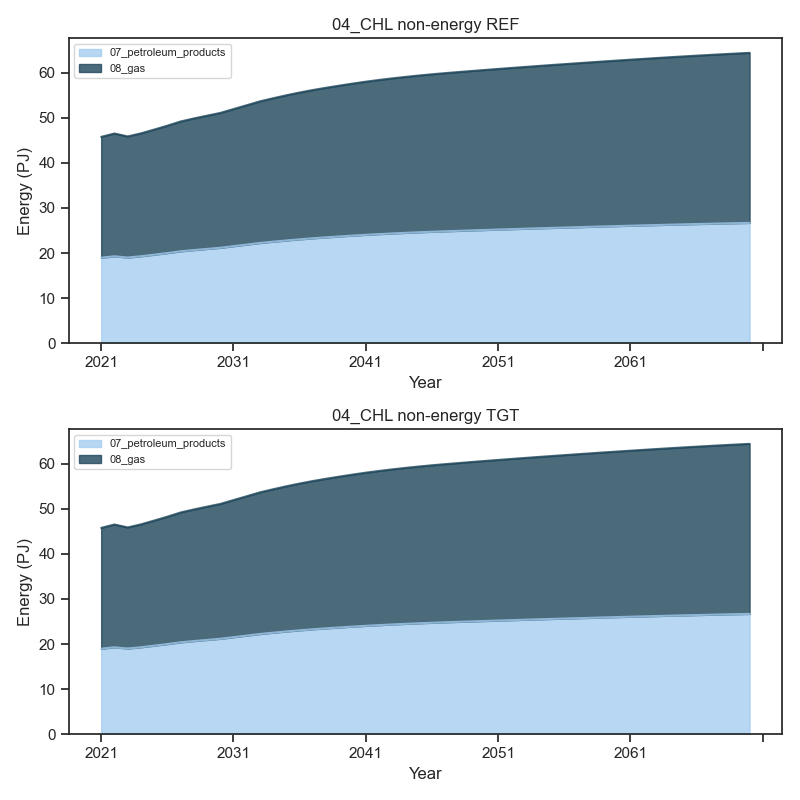 04_CHL non-energy REF
07_petroleum_products
08_gas
Energy (PJ)
60
50
40
30
20
10
0
2021 2031 2041 2051 2061
Year
04_CHL non-energy TGT
07_petroleum_products
08_gas
Energy (PJ)
60
50
40
30
20
10
0
2021 2031 2041 2051 2061
Year